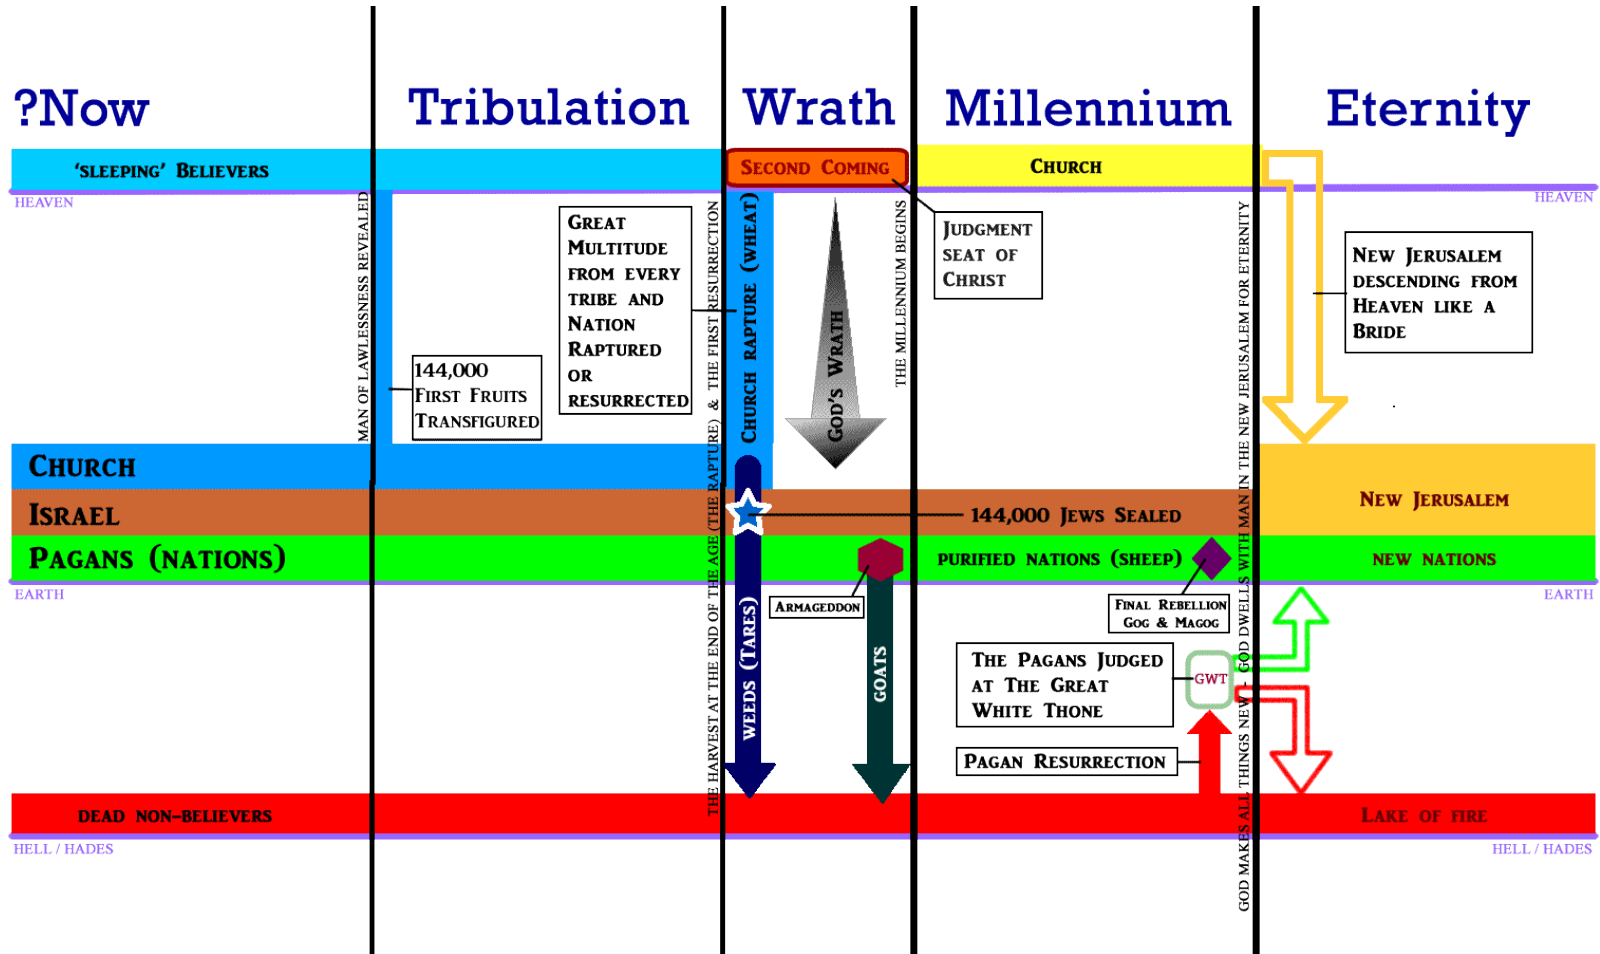 ?Now
Tribulation
Wrath
Millennium
Eternity
'sleeping' Believers
Second Coming
Church
HEAVEN
HEAVEN
MAN OF LAWLESSNESS REVEALED
144,000
First Fruits
Transfigured
Great
Multitude
from every
tribe and
Nation
Raptured
or
resurrected
THE HARVEST AT THE END OF THE AGE (THE RAPTURE) & THE FIRST RESURRECTION
Church rapture (wheat)
God's Wrath
THE MILLENNIUM BEGINS
Judgment
seat of
Christ
GOD MAKES ALL THINGS NEW - GOD DWELLS WITH MAN IN THE NEW JERUSALEM FOR ETERNITY
New Jerusalem
descending from
Heaven like a
Bride
Church
Israel
144,000 Jews Sealed
New Jerusalem
Pagans (nations)
purified nations (sheep)
new nations
EARTH
EARTH
weeds (Tares)
Armageddon
goats
Final Rebellion
Gog & Magog
The Pagans Judged
at The Great
White Thone
GWT
Pagan Resurrection
dead non-believers
Lake of fire
HELL / HADES
HELL / HADES